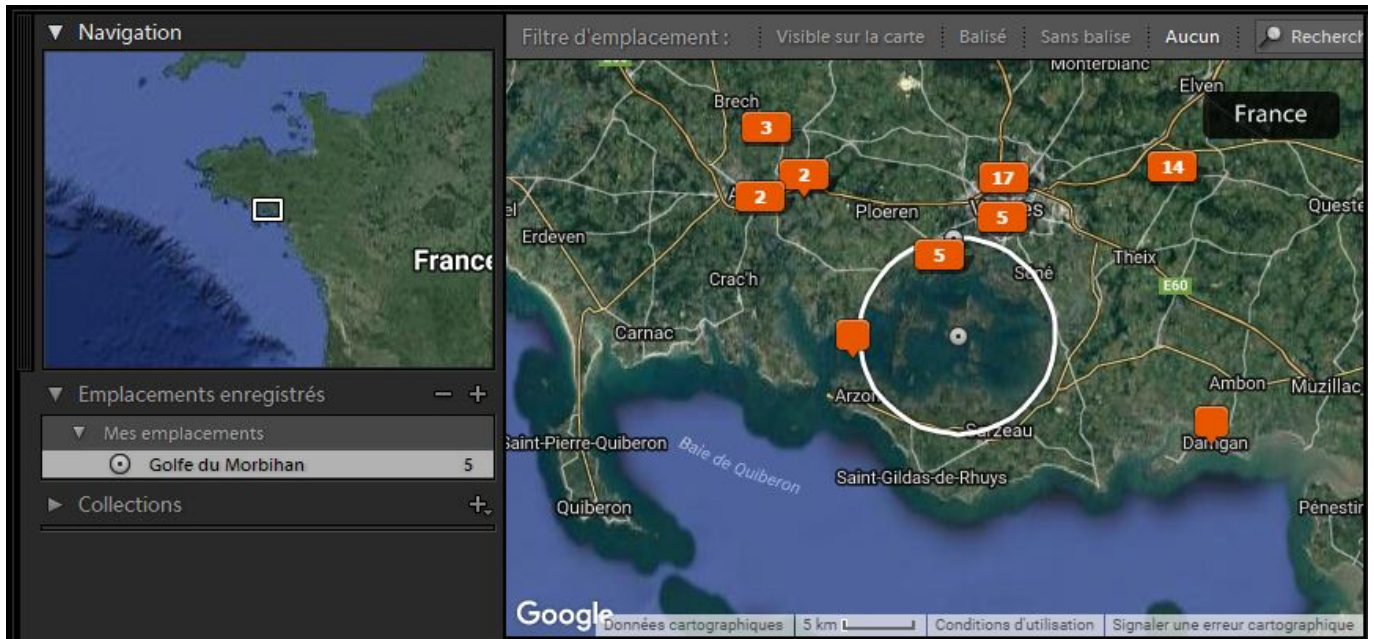 Navigation
France
Emplacements enregistrés
Mes emplacements
Golfe du Morbihan 5
Collections
Filtre d'emplacement : Visible sur la carte Balisé Sans balise Aucun Recherch
Monterblanc
Elven
France
Brech
3
14
2
17
2
5
Ploeren
Queste
Erdeven
5
Theix
Séné
Crac'h
E60
Carnac
Ambon
Muzillac
Arzon
Sarzeau
Damgan
Saint-Pierre-Quiberon
Baie de Quiberon
Saint-Gildas-de-Rhuys
Quiberon
Pénestin
Google
Données cartographiques 5 km Conditions d'utilisation Signaler une erreur cartographique